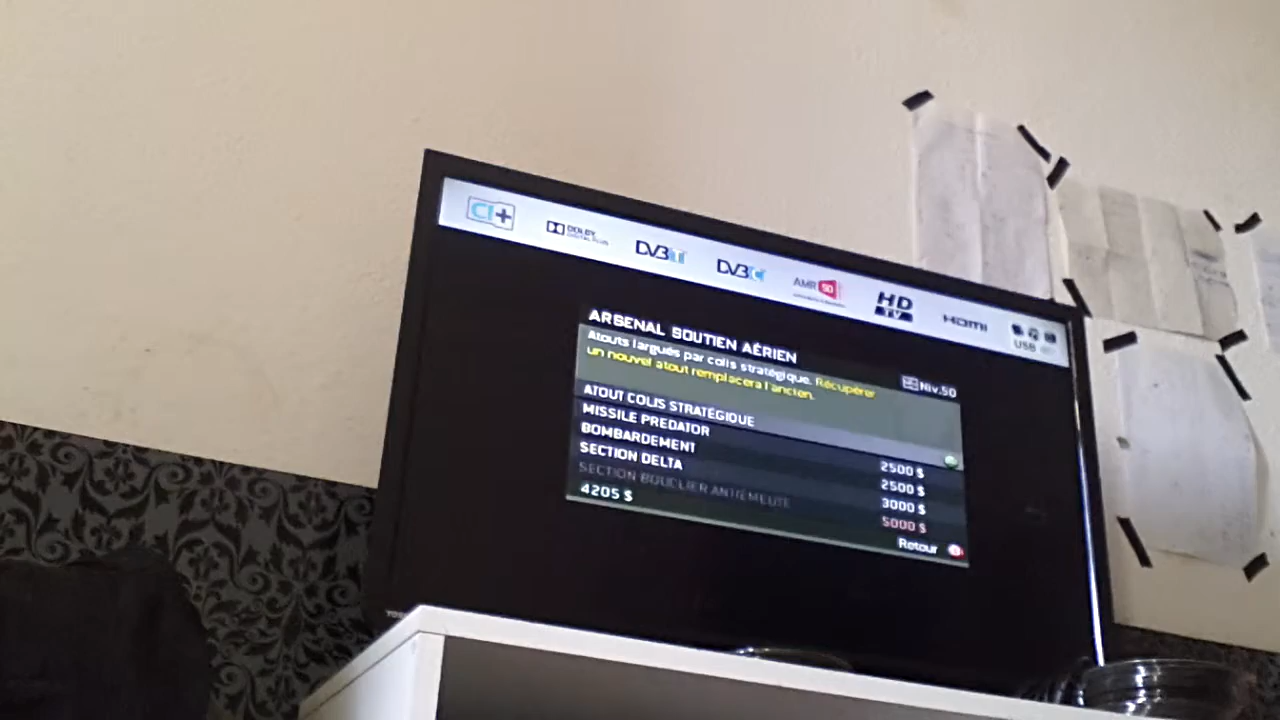 CI+
DOLBY
DIGITAL PLUS
DVB T
DVB C
AMR 50
HD
TV
HDMI
USB
ARSENAL SOUTIEN AÉRIEN
Atouts largués par colis stratégique. Récupérer
un nouvel atout remplacera l'ancien.
Niv.50
ATOUT COLIS STRATÉGIQUE
MISSILE PREDATOR 2500 $
BOMBARDEMENT 2500 $
SECTION DELTA 3000 $
SECTION BOUCLIER ANTIÉMEUTE 5000 $
4205 $
Retour